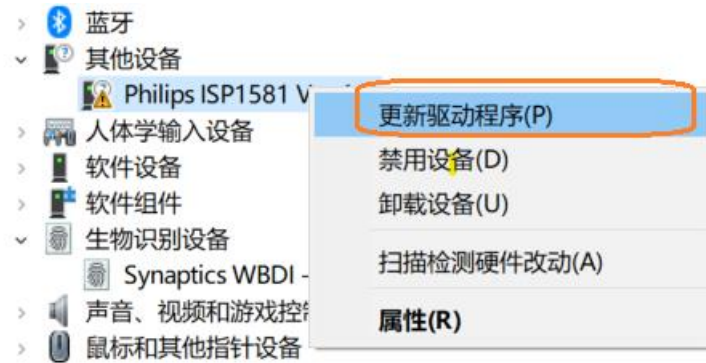 蓝牙
其他设备
Philips ISP1581 V
更新驱动程序(P)
人体学输入设备
禁用设备(D)
软件设备
卸载设备(U)
软件组件
生物识别设备
扫描检测硬件改动(A)
Synaptics WBDI -
声音、视频和游戏控
属性(R)
鼠标和其他指针设备